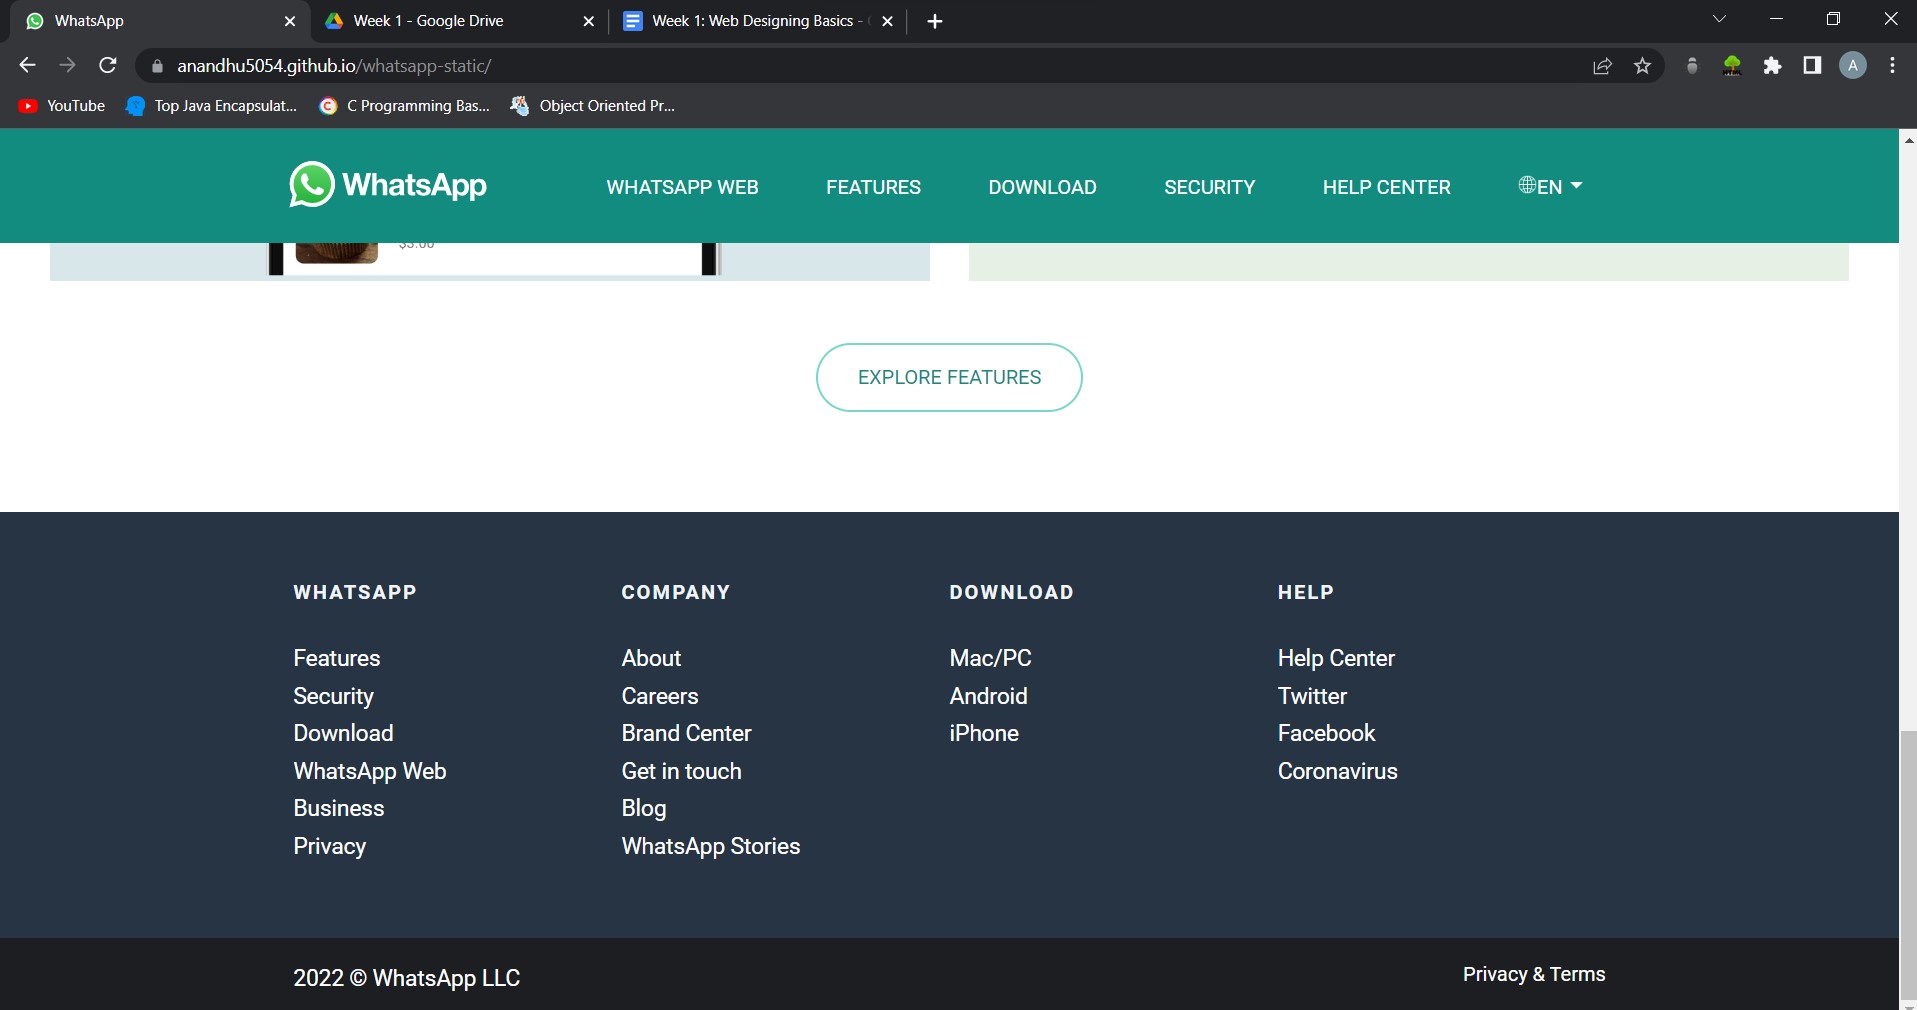 WhatsApp
Week 1 - Google Drive
Week 1: Web Designing Basics -
anandhu5054.github.io/whatsapp-static/
A
YouTube
Top Java Encapsulat...
C Programming Bas...
Object Oriented Pr...
WhatsApp
WHATSAPP WEB
FEATURES
DOWNLOAD
SECURITY
HELP CENTER
EN
$3.00
EXPLORE FEATURES
WHATSAPP
Features
Security
Download
WhatsApp Web
Business
Privacy
COMPANY
About
Careers
Brand Center
Get in touch
Blog
WhatsApp Stories
DOWNLOAD
Mac/PC
Android
iPhone
HELP
Help Center
Twitter
Facebook
Coronavirus
2022 © WhatsApp LLC
Privacy & Terms